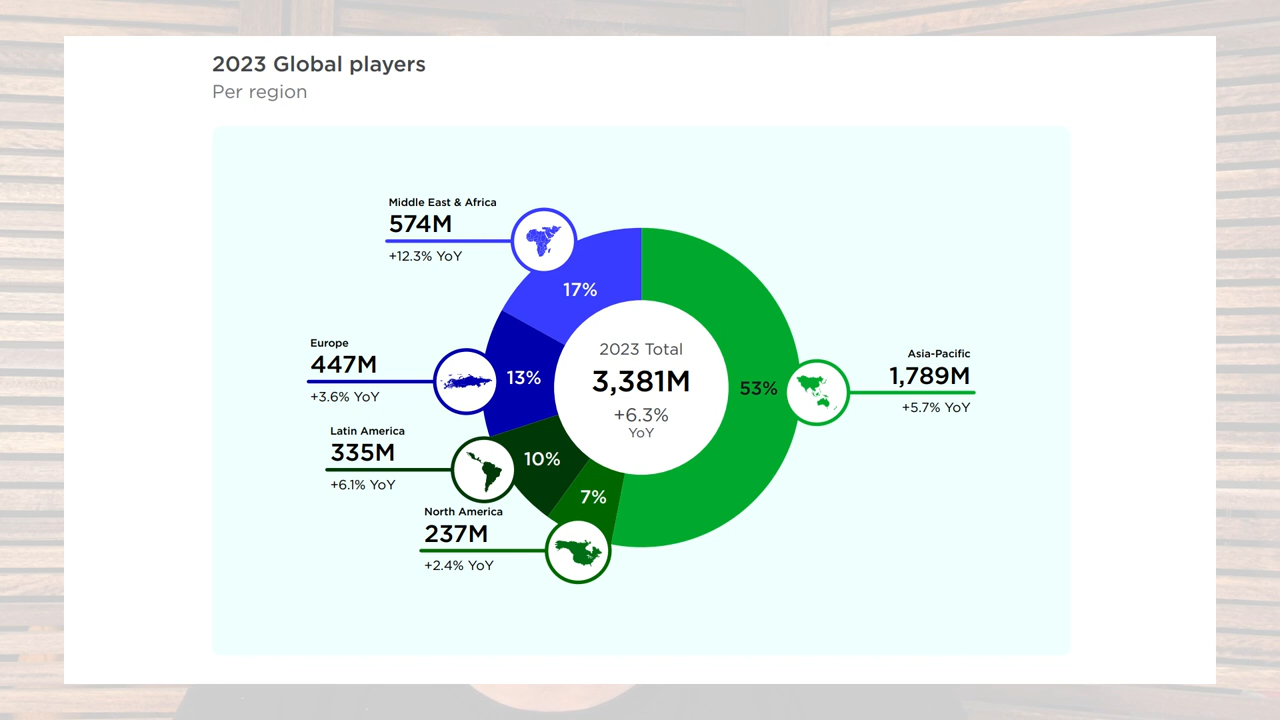 2023 Global players
Per region
Middle East & Africa
574M
+12.3% YoY
17%
Europe
447M
+3.6% YoY
13%
Latin America
335M
+6.1% YoY
10%
North America
237M
+2.4% YoY
7%
2023 Total
3,381M
+6.3%
YoY
53%
Asia-Pacific
1,789M
+5.7% YoY